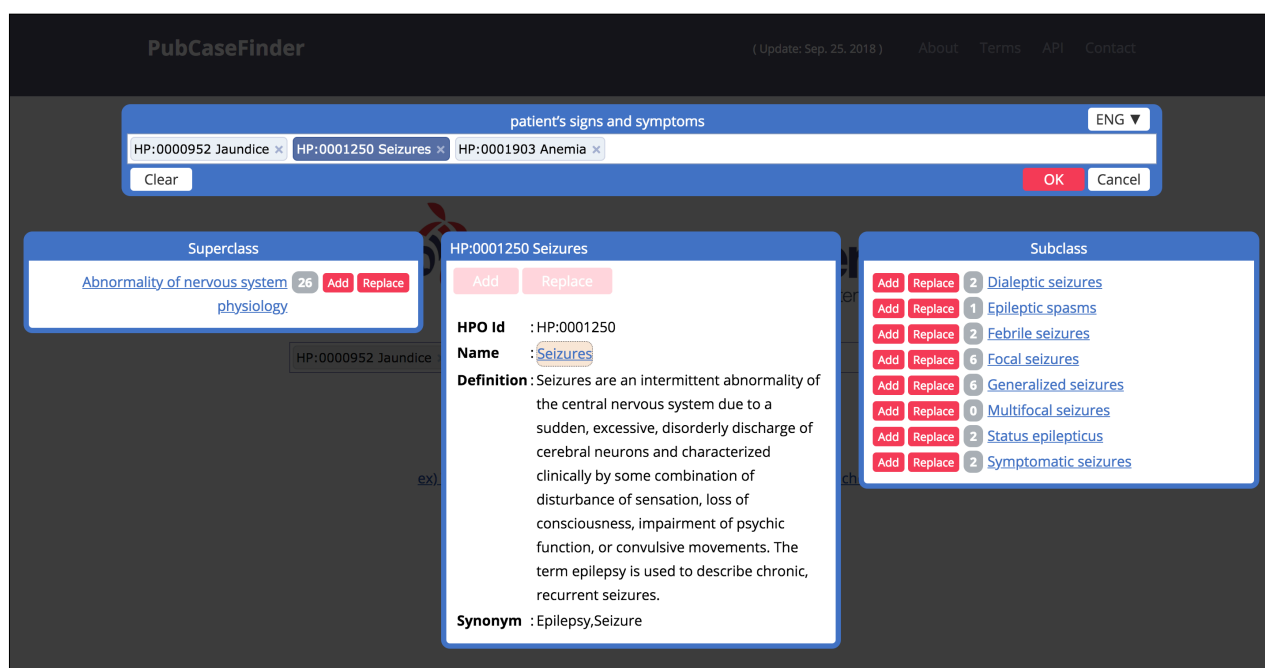 PubCaseFinder
( Update: Sep. 25. 2018 ) About Terms API Contact
patient's signs and symptoms
ENG ▼
HP:0000952 Jaundice × HP:0001250 Seizures × HP:0001903 Anemia ×
Clear
OK Cancel
Superclass
Abnormality of nervous system physiology 26 Add Replace
HP:0001250 Seizures
Add Replace
HPO Id : HP:0001250
Name : Seizures
Definition : Seizures are an intermittent abnormality of
the central nervous system due to a
sudden, excessive, disorderly discharge of
cerebral neurons and characterized
clinically by some combination of
disturbance of sensation, loss of
consciousness, impairment of psychic
function, or convulsive movements. The
term epilepsy is used to describe chronic,
recurrent seizures.
Synonym : Epilepsy,Seizure
Subclass
Add Replace 2 Dialeptic seizures
Add Replace 1 Epileptic spasms
Add Replace 2 Febrile seizures
Add Replace 6 Focal seizures
Add Replace 6 Generalized seizures
Add Replace 0 Multifocal seizures
Add Replace 2 Status epilepticus
Add Replace 2 Symptomatic seizures
HP:0000952 Jaundice
ex)